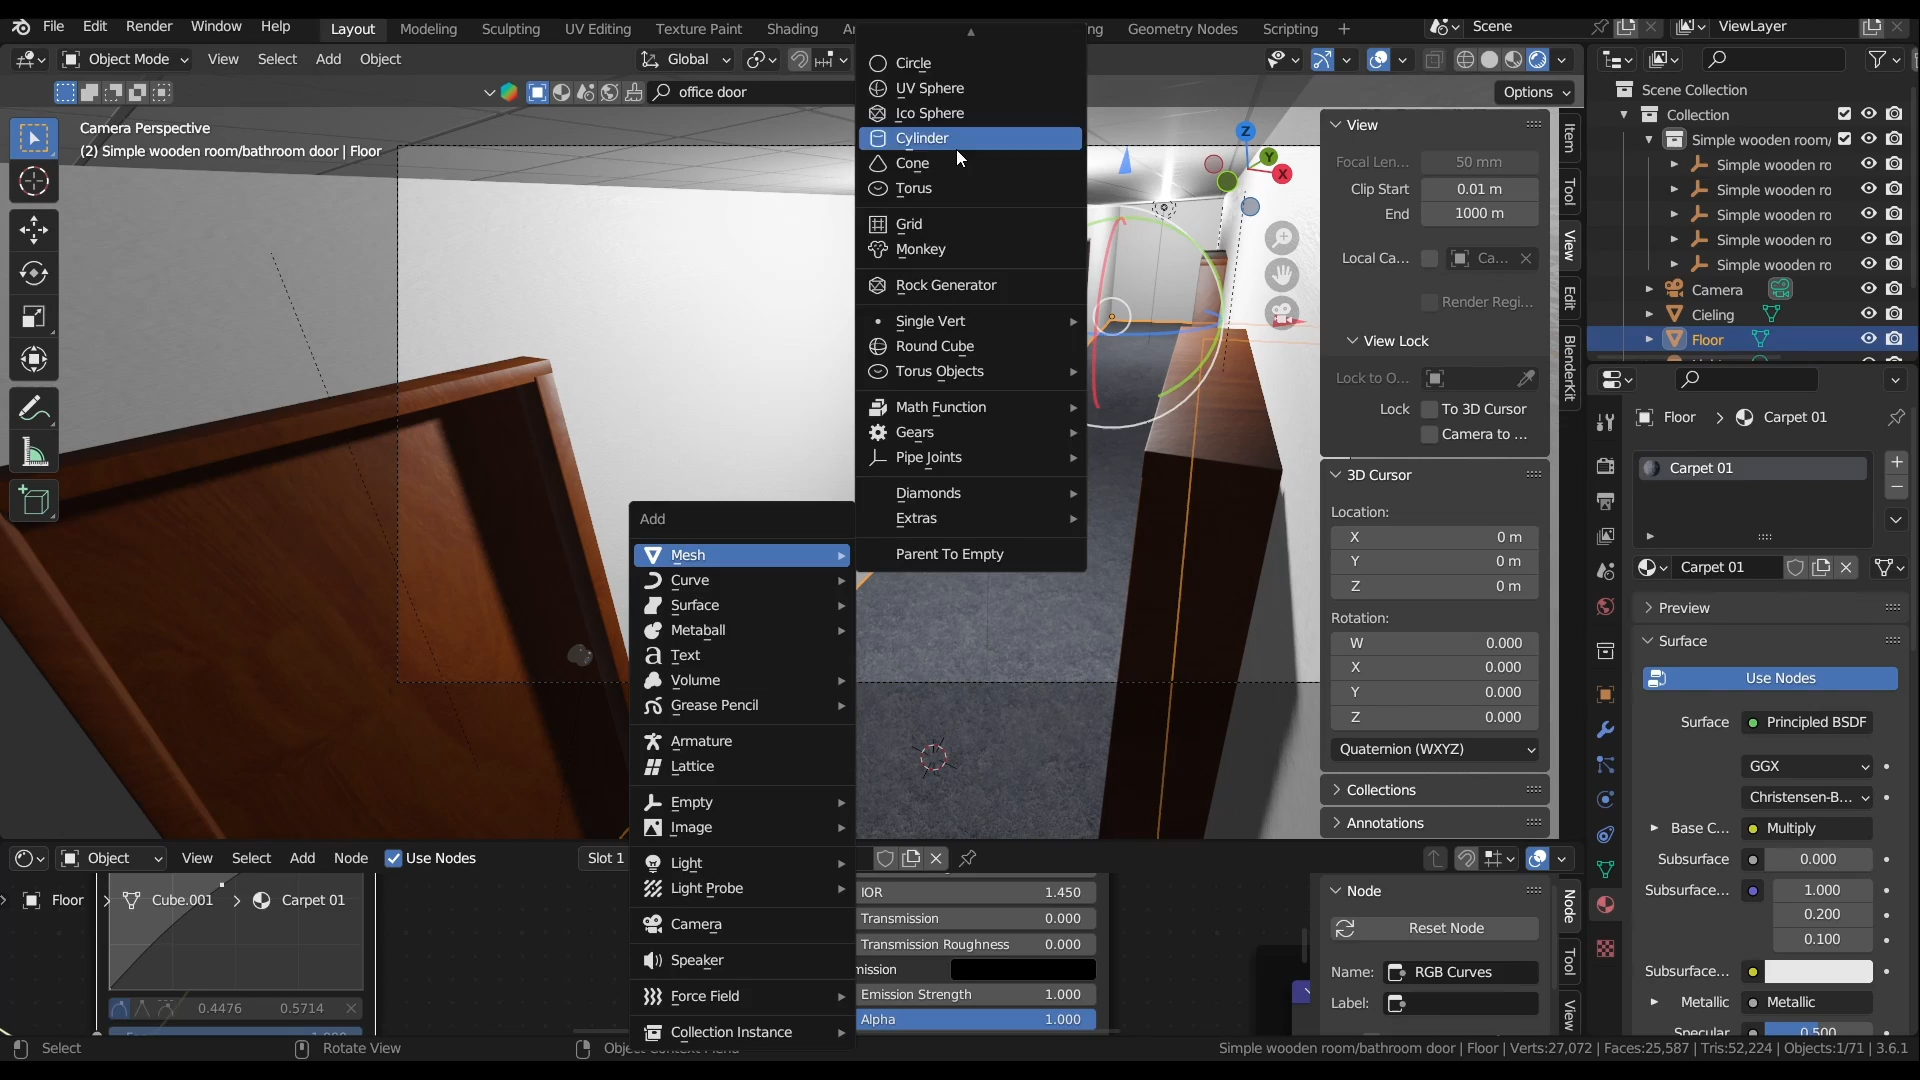 File Edit Render Window Help Layout Modeling Sculpting UV Editing Texture Paint Shading Geometry Nodes Scripting + Scene ViewLayer
Object Mode View Select Add Object Global
office door Options
Camera Perspective
(2) Simple wooden room/bathroom door | Floor
Circle
UV Sphere
Ico Sphere
Cylinder
Cone
Torus
Grid
Monkey
Rock Generator
Single Vert
Round Cube
Torus Objects
Math Function
Gears
Pipe Joints
Diamonds
Extras
Parent To Empty
Add
Mesh
Curve
Surface
Metaball
Text
Volume
Grease Pencil
Armature
Lattice
Empty
Image
Light
Light Probe
Camera
Speaker
Force Field
Collection Instance
Z
Y
X
View
Focal Len... 50 mm
Clip Start 0.01 m
End 1000 m
Local Ca... Ca...
Render Regi...
View Lock
Lock to O...
Lock To 3D Cursor
Camera to ...
3D Cursor
Location:
X 0 m
Y 0 m
Z 0 m
Rotation:
W 0.000
X 0.000
Y 0.000
Z 0.000
Quaternion (WXYZ)
Collections
Annotations
Item
Tool
View
Edit
BlenderKit
Scene Collection
Collection
Simple wooden room/
Simple wooden ro
Simple wooden ro
Simple wooden ro
Simple wooden ro
Simple wooden ro
Camera
Cieling
Floor
Floor > Carpet 01
Carpet 01
Carpet 01
Preview
Surface
Use Nodes
Surface Principled BSDF
GGX
Christensen-B...
Base C... Multiply
Subsurface 0.000
Subsurface... 1.000
0.200
0.100
Subsurface...
Metallic Metallic
Specular 0.500
Object View Select Add Node Use Nodes Slot 1
Floor > Cube.001 > Carpet 01
0.4476 0.5714
IOR 1.450
Transmission 0.000
Transmission Roughness 0.000
Emission Strength 1.000
Alpha 1.000
Node
Reset Node
Name: RGB Curves
Label:
Node
Tool
View
Select Rotate View Simple wooden room/bathroom door | Floor | Verts:27,072 | Faces:25,587 | Tris:52,224 | Objects:1/71 | 3.6.1